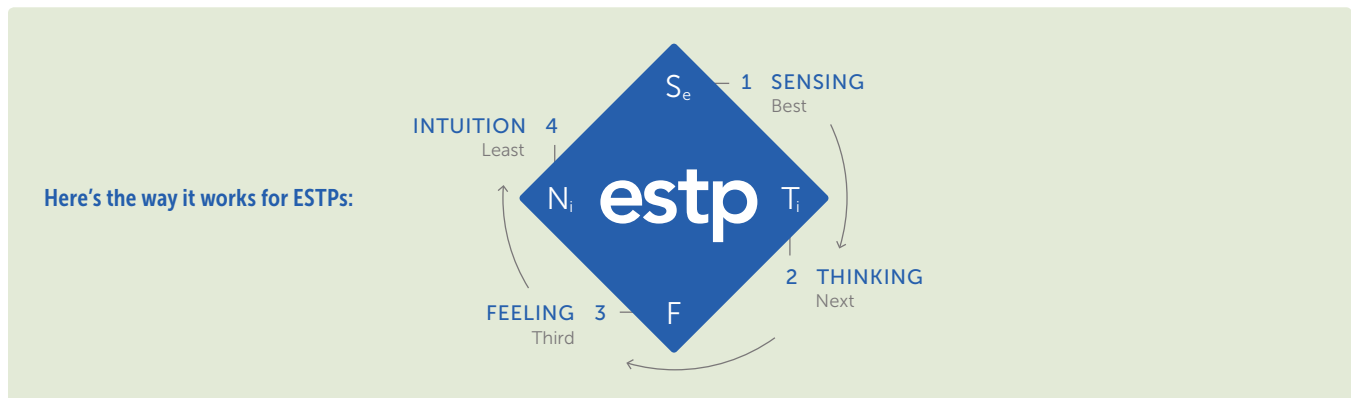 Here's the way it works for ESTPs:
Se
1 SENSING
Best
INTUITION 4
Least
Ni
estp
Ti
2 THINKING
Next
FEELING 3
Third
F